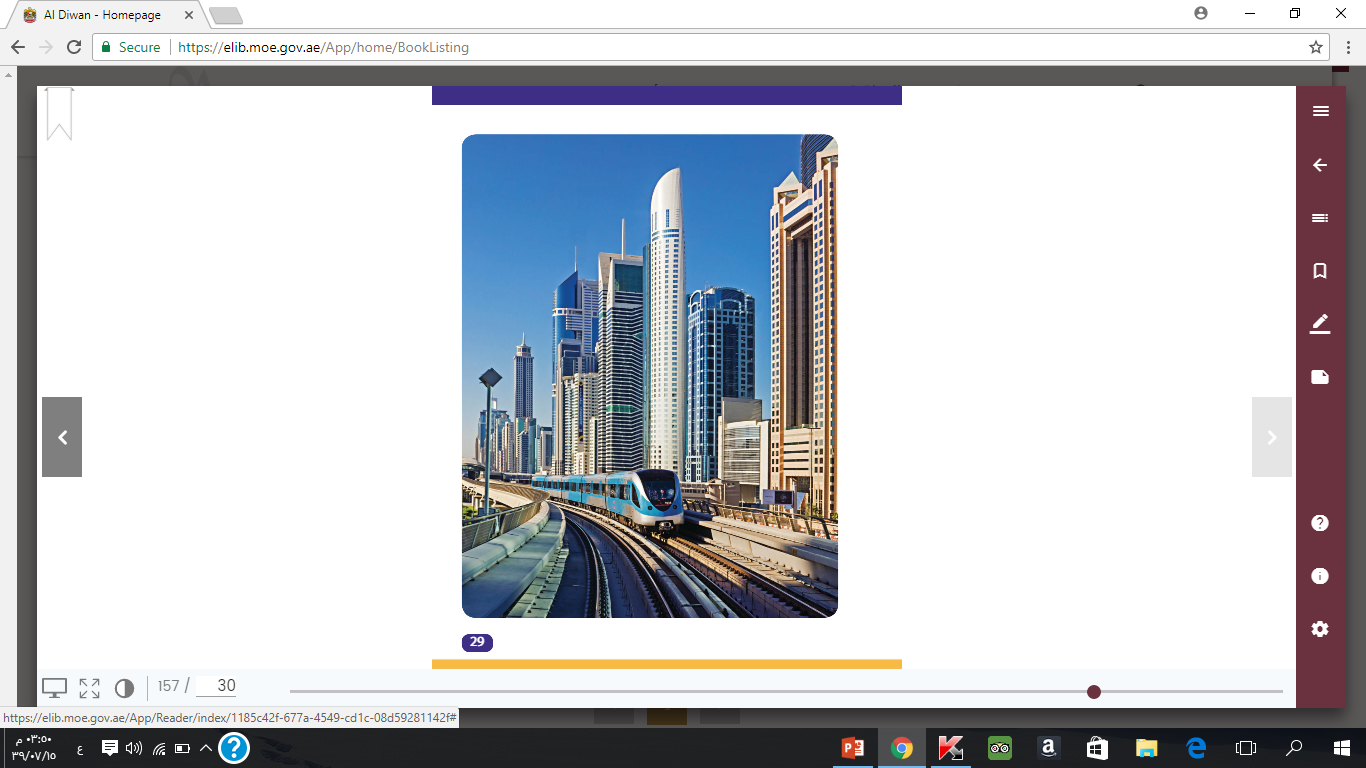 Al Diwan - Homepage
Secure
https://elib.moe.gov.ae/App/home/BookListing
29
157 / 30
https://elib.moe.gov.ae/App/Reader/index/1185c42f-677a-4549-cd1c-08d59281142f#
٠٣:٥٠ م
ع
٣٩/٠٧/١٥